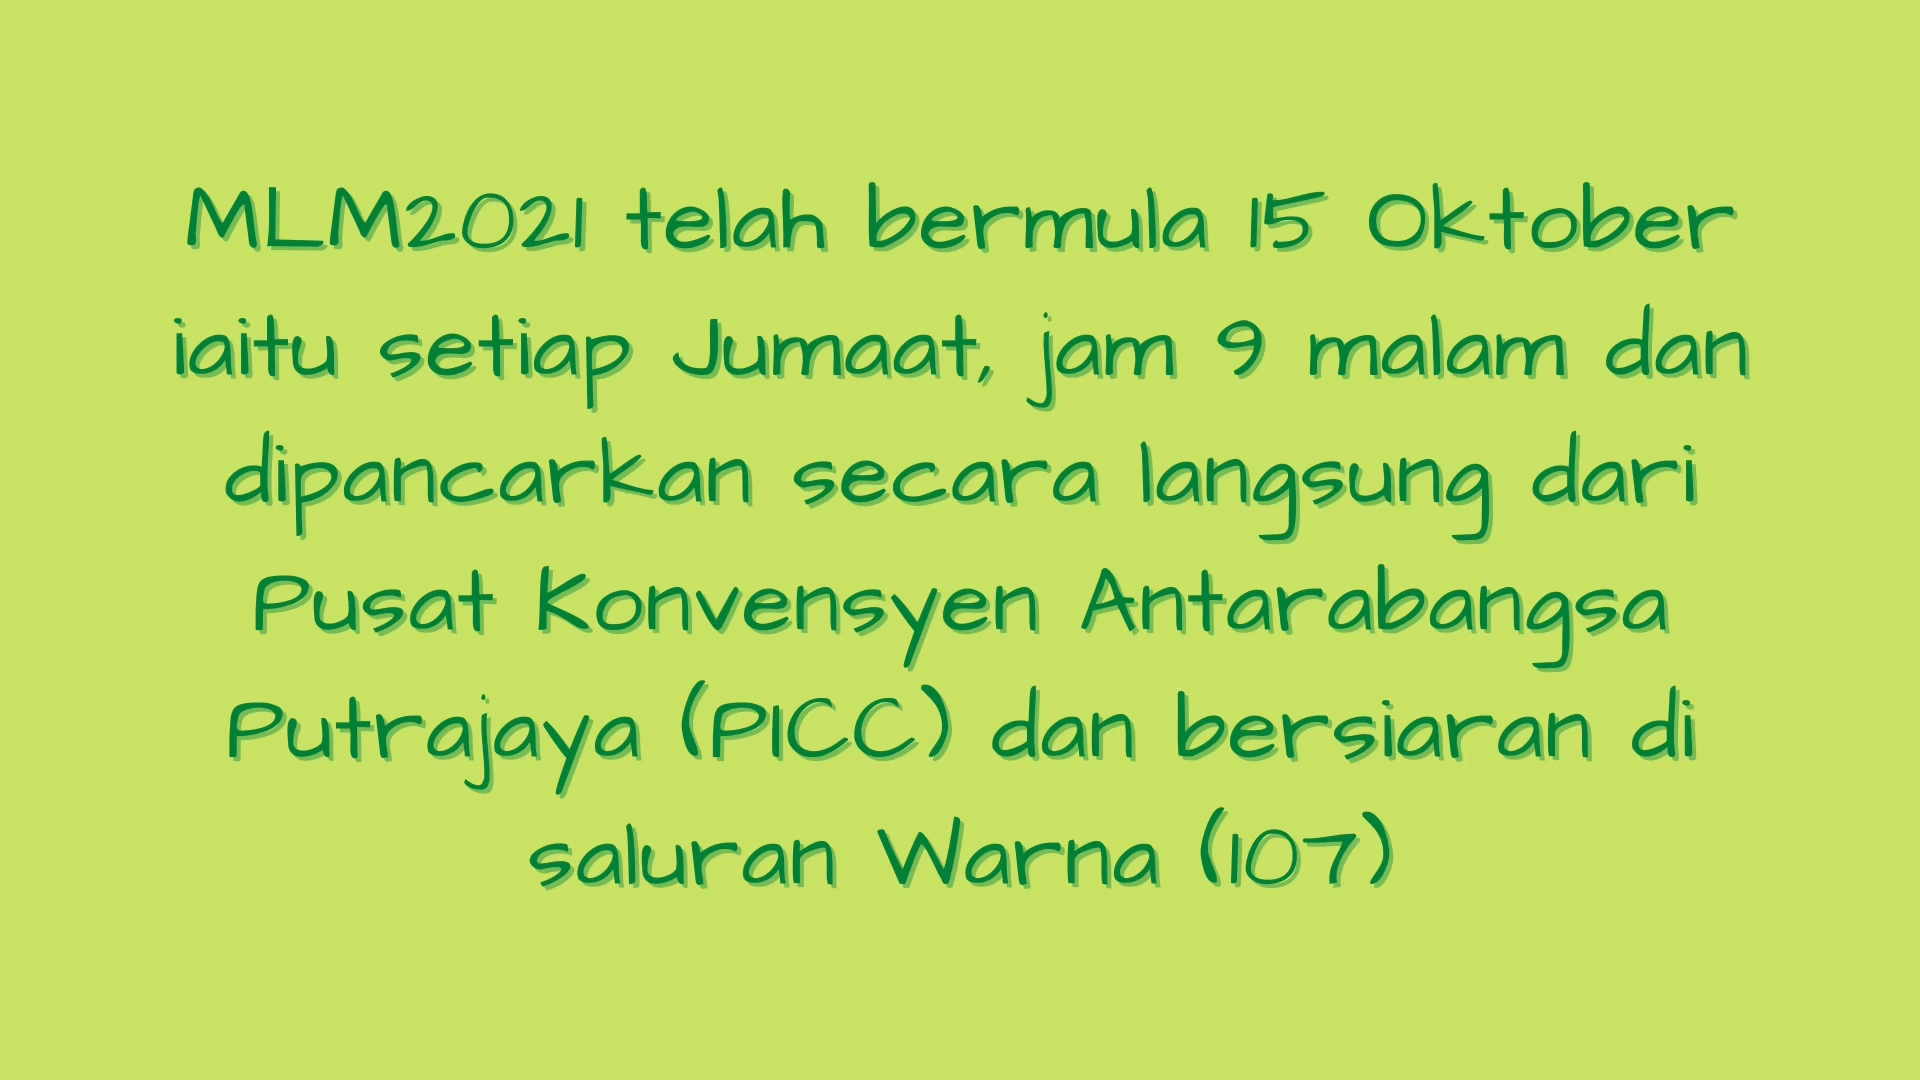 MLM2021 telah bermula 15 Oktober
iaitu setiap Jumaat, jam 9 malam dan
dipancarkan secara langsung dari
Pusat Konvensyen Antarabangsa
Putrajaya (PICC) dan bersiaran di
saluran Warna (107)